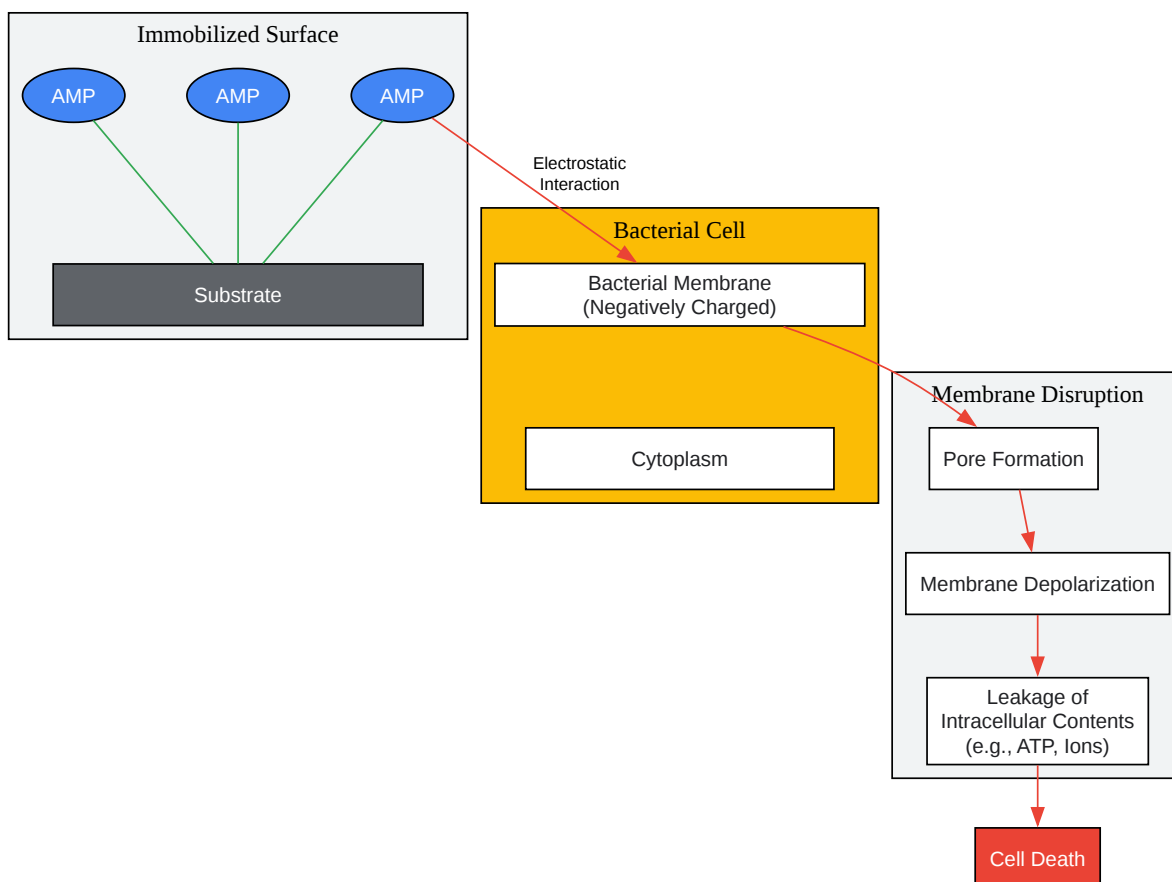 Immobilized Surface
AMP
AMP
AMP
Substrate
Electrostatic
Interaction
Bacterial Cell
Bacterial Membrane
(Negatively Charged)
Cytoplasm
Membrane Disruption
Pore Formation
Membrane Depolarization
Leakage of
Intracellular Contents
(e.g., ATP, Ions)
Cell Death